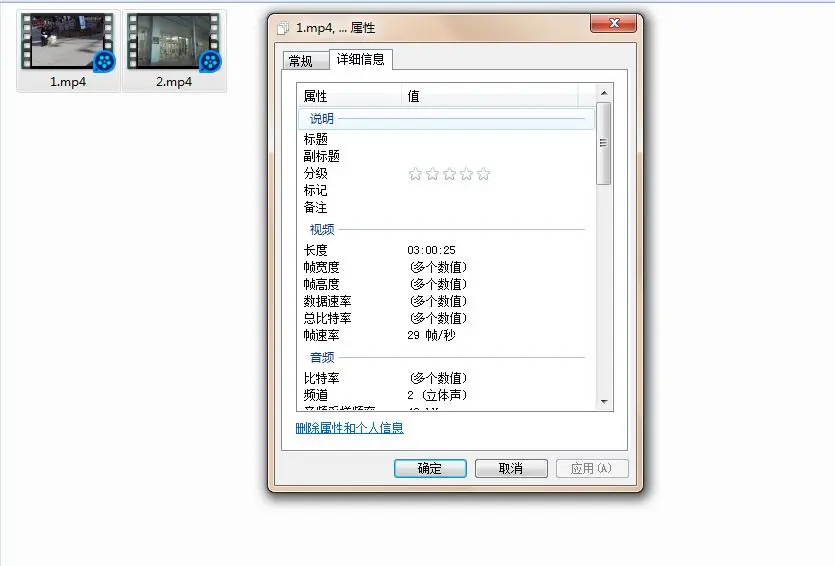 1.mp4
2.mp4
1.mp4, ... 属性
常规
详细信息
属性 值
说明
标题
副标题
分级
标记
备注
视频
长度 03:00:25
帧宽度 (多个数值)
帧高度 (多个数值)
数据速率 (多个数值)
总比特率 (多个数值)
帧速率 29 帧/秒
音频
比特率 (多个数值)
频道 2 (立体声)
删除属性和个人信息
确定
取消
应用(A)